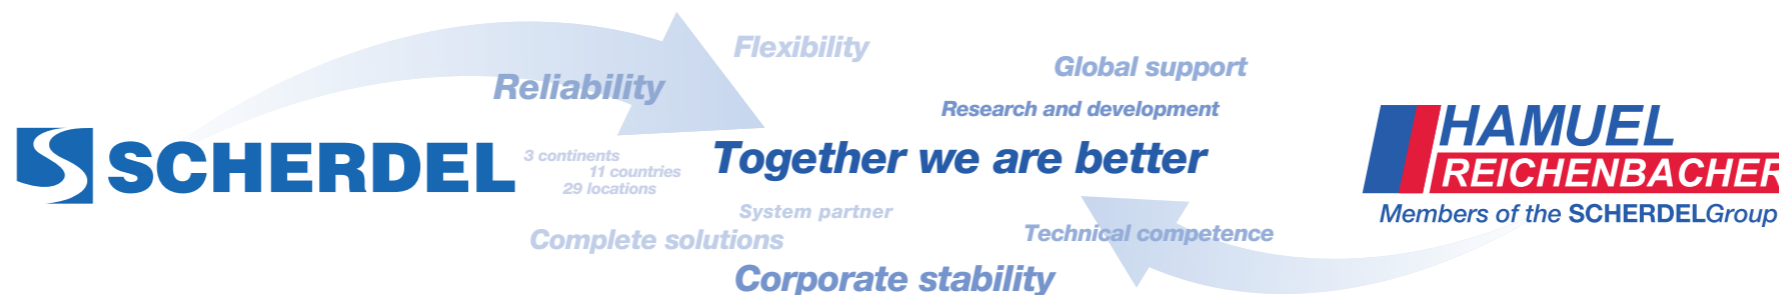 Flexibility
Global support
Reliability
Research and development
SCHERDEL
3 continents
11 countries
29 locations
Together we are better
HAMUEL
REICHENBACHER
Members of the SCHERDELGroup
System partner
Complete solutions
Technical competence
Corporate stability